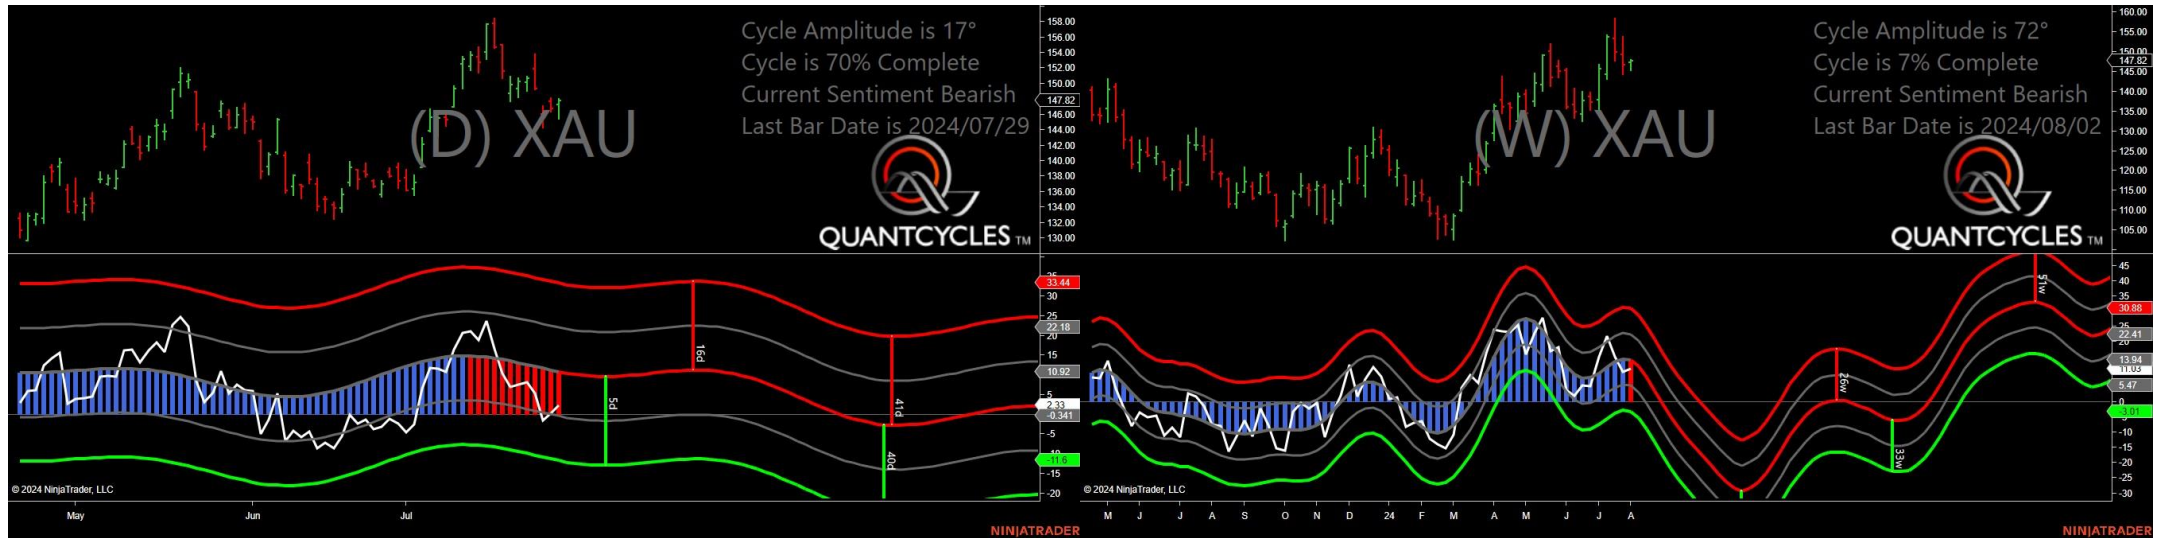 Cycle Amplitude is 17°
Cycle is 70% Complete
Current Sentiment Bearish
Last Bar Date is 2024/07/29
(D) XAU
QUANTCYCLES TM
158.00
156.00
154.00
152.00
150.00
147.82
146.00
144.00
142.00
140.00
138.00
136.00
134.00
132.00
130.00
33.44
30
25
22.18
20
15
10.92
5
2.33
-0.341
-5
-11.6
-15
-20
5d
16d
40d
41d
© 2024 NinjaTrader, LLC
May
Jun
Jul
NINJATRADER
Cycle Amplitude is 72°
Cycle is 7% Complete
Current Sentiment Bearish
Last Bar Date is 2024/08/02
(W) XAU
QUANTCYCLES TM
160.00
155.00
150.00
147.82
145.00
140.00
135.00
130.00
125.00
120.00
115.00
110.00
105.00
45
40
35
30.88
25
22.41
20
13.94
11.03
5.47
0
-3.01
-10
-15
-20
-25
-30
26w
33w
51w
© 2024 NinjaTrader, LLC
M
J
J
A
S
O
N
D
24
F
M
A
M
J
J
A
NINJATRADER